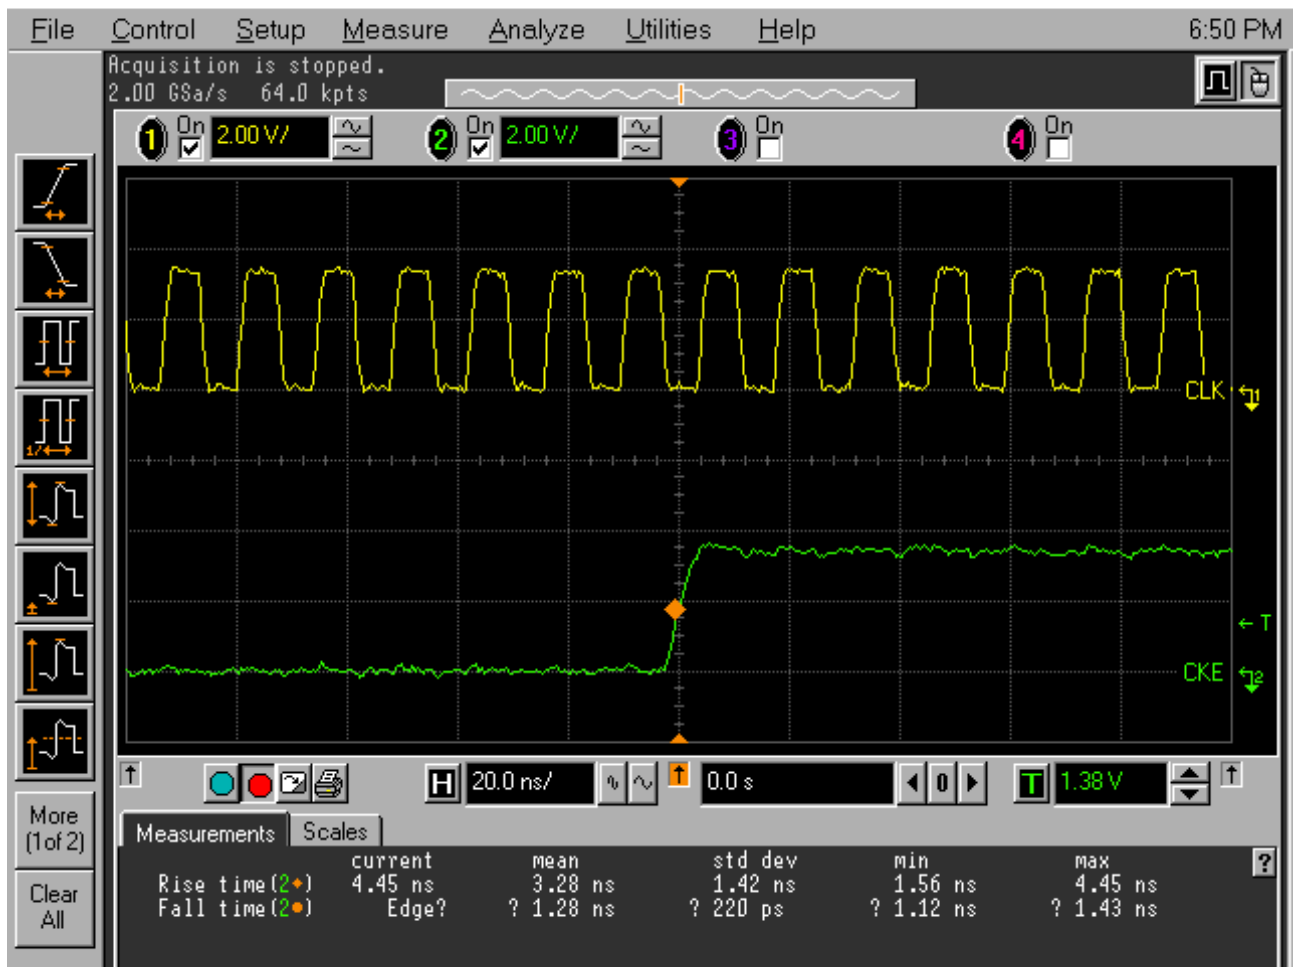 File Control Setup Measure Analyze Utilities Help 6:50 PM
Acquisition is stopped.
2.00 GSa/s 64.0 kpts
1 On 2.00 V/ 2 On 2.00 V/ 3 On 4 On
CLK 1
T
CKE 2
1/
H 20.0 ns/ 0.0 s 0 T 1.38 V
More
(1of 2)
Clear
All
Measurements Scales
current mean std dev min max ?
Rise time(2) 4.45 ns 3.28 ns 1.42 ns 1.56 ns 4.45 ns
Fall time(2) Edge? ? 1.28 ns ? 220 ps ? 1.12 ns ? 1.43 ns